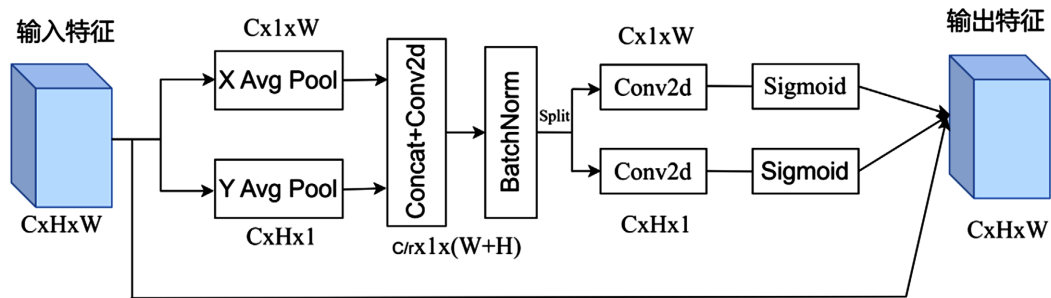 输入特征
CxHxW
Cx1xW
X Avg Pool
Y Avg Pool
CxHx1
Concat+Conv2d
C/rx1x(W+H)
BatchNorm
Split
Cx1xW
Conv2d
Sigmoid
Conv2d
Sigmoid
CxHx1
输出特征
CxHxW